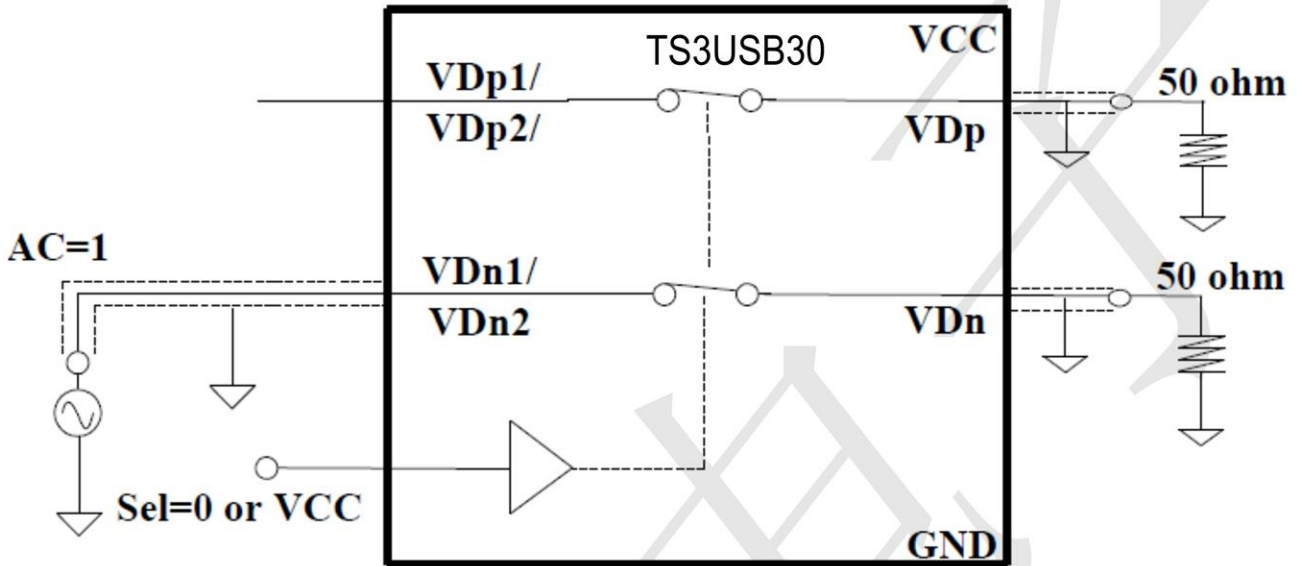 TS3USB30
VCC
VDp1/
VDp2/
VDp
50 ohm
AC=1
VDn1/
VDn2
VDn
50 ohm
Sel=0 or VCC
GND